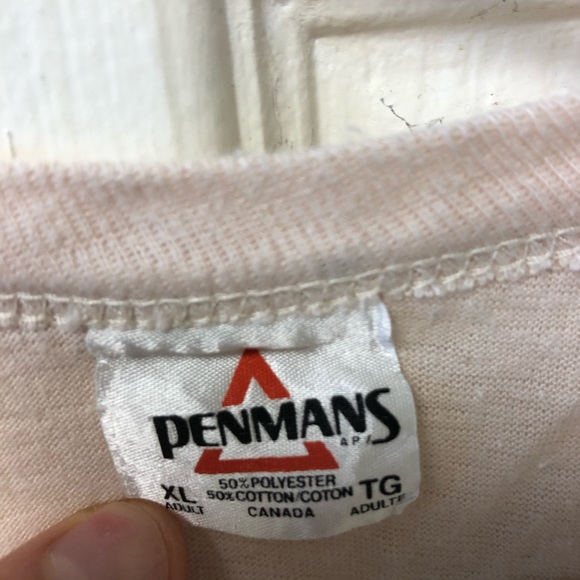 PENMANS
50% POLYESTER
XL 50% COTTON/COTON TG
ADULT CANADA ADULTE